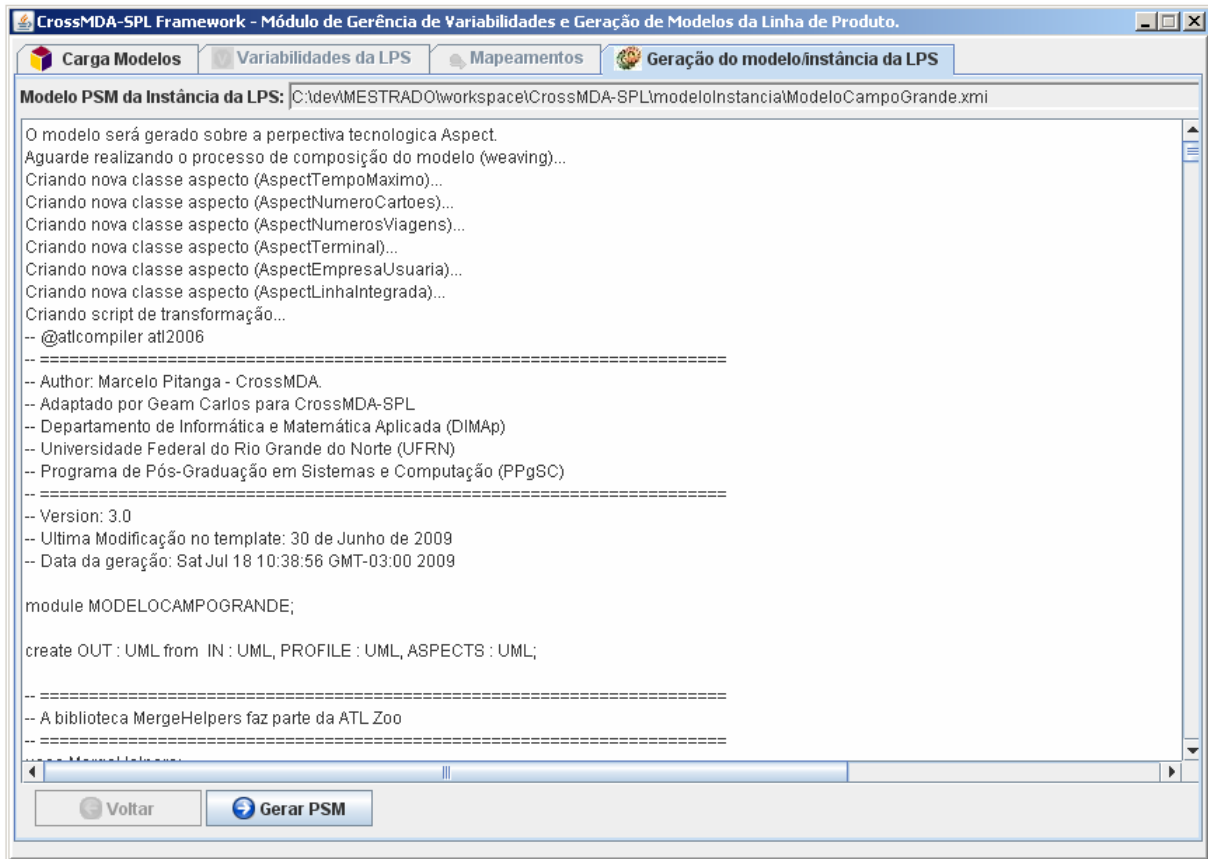 CrossMDA-SPL Framework - Módulo de Gerência de Variabilidades e Geração de Modelos da Linha de Produto.
Carga Modelos Variabilidades da LPS Mapeamentos Geração do modelo/instância da LPS
Modelo PSM da Instância da LPS: C:\dev\MESTRADO\workspace\CrossMDA-SPL\modeloInstancia\ModeloCampoGrande.xmi
O modelo será gerado sobre a perpectiva tecnologica Aspect.
Aguarde realizando o processo de composição do modelo (weaving)...
Criando nova classe aspecto (AspectTempoMaximo)...
Criando nova classe aspecto (AspectNumeroCartoes)...
Criando nova classe aspecto (AspectNumerosViagens)...
Criando nova classe aspecto (AspectTerminal)...
Criando nova classe aspecto (AspectEmpresaUsuaria)...
Criando nova classe aspecto (AspectLinhaIntegrada)...
Criando script de transformação...
-- @atlcompiler atl2006
-- ======================================================================
-- Author: Marcelo Pitanga - CrossMDA.
-- Adaptado por Geam Carlos para CrossMDA-SPL
-- Departamento de Informática e Matemática Aplicada (DIMAp)
-- Universidade Federal do Rio Grande do Norte (UFRN)
-- Programa de Pós-Graduação em Sistemas e Computação (PPgSC)
-- ======================================================================
-- Version: 3.0
-- Ultima Modificação no template: 30 de Junho de 2009
-- Data da geração: Sat Jul 18 10:38:56 GMT-03:00 2009
module MODELOCAMPOGRANDE;
create OUT : UML from IN : UML, PROFILE : UML, ASPECTS : UML;
-- ======================================================================
-- A biblioteca MergeHelpers faz parte da ATL Zoo
-- ======================================================================
Voltar Gerar PSM